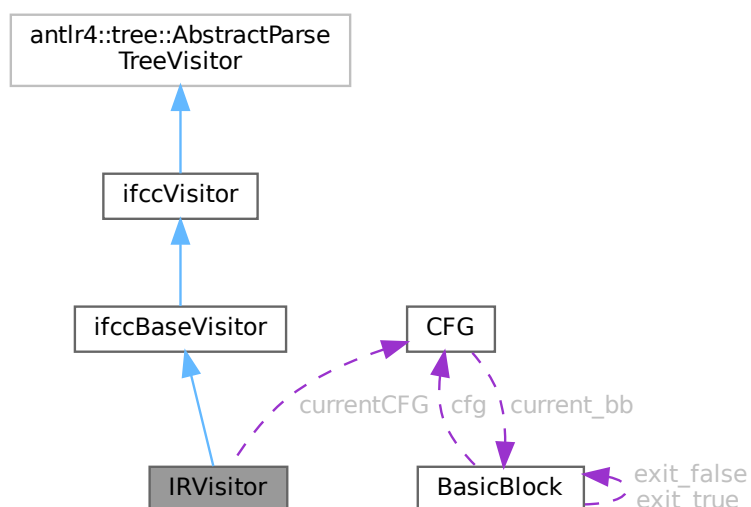 antlr4::tree::AbstractParse
TreeVisitor
ifccVisitor
ifccBaseVisitor
CFG
currentCFG
cfg
current_bb
IRVisitor
BasicBlock
exit_false
exit_true